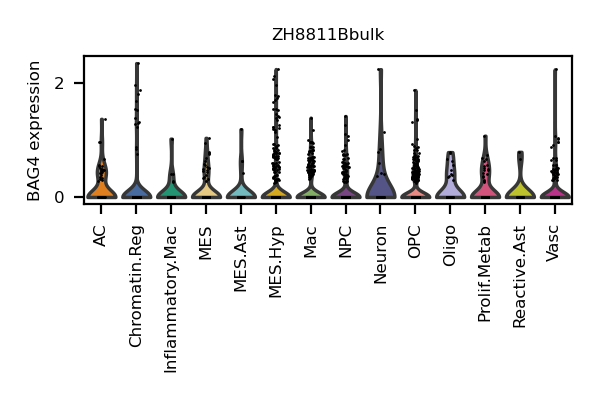 ZH8811Bbulk
BAG4 expression
2
0
AC
Chromatin.Reg
Inflammatory.Mac
MES
MES.Ast
MES.Hyp
Mac
NPC
Neuron
OPC
Oligo
Prolif.Metab
Reactive.Ast
Vasc